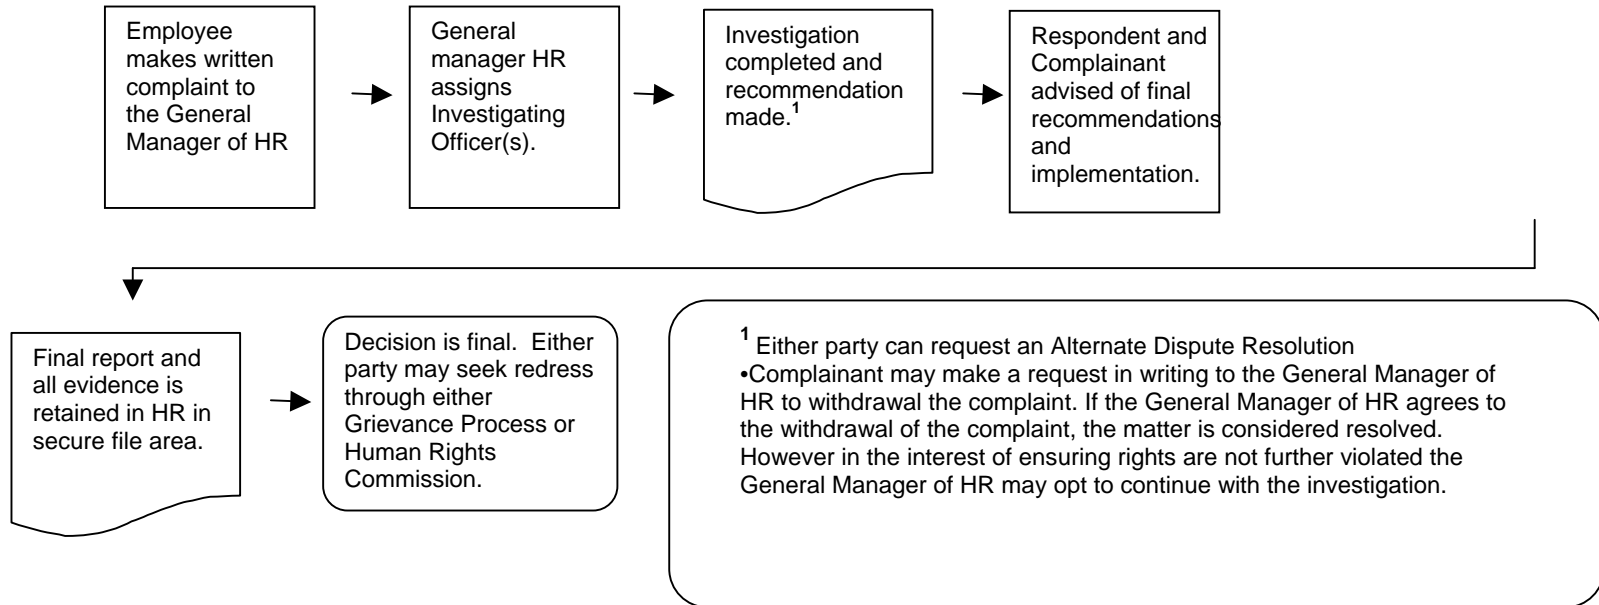 Employee
makes written
complaint to
the General
Manager of HR
General
manager HR
assigns
Investigating
Officer(s).
Investigation
completed and
recommendation
made.1
Respondent and
Complainant
advised of final
recommendations
and
implementation.
Final report and
all evidence is
retained in HR in
secure file area.
Decision is final.  Either
party may seek redress
through either
Grievance Process or
Human Rights
Commission.
1 Either party can request an Alternate Dispute Resolution
•Complainant may make a request in writing to the General Manager of
HR to withdrawal the complaint. If the General Manager of HR agrees to
the withdrawal of the complaint, the matter is considered resolved.
However in the interest of ensuring rights are not further violated the
General Manager of HR may opt to continue with the investigation.